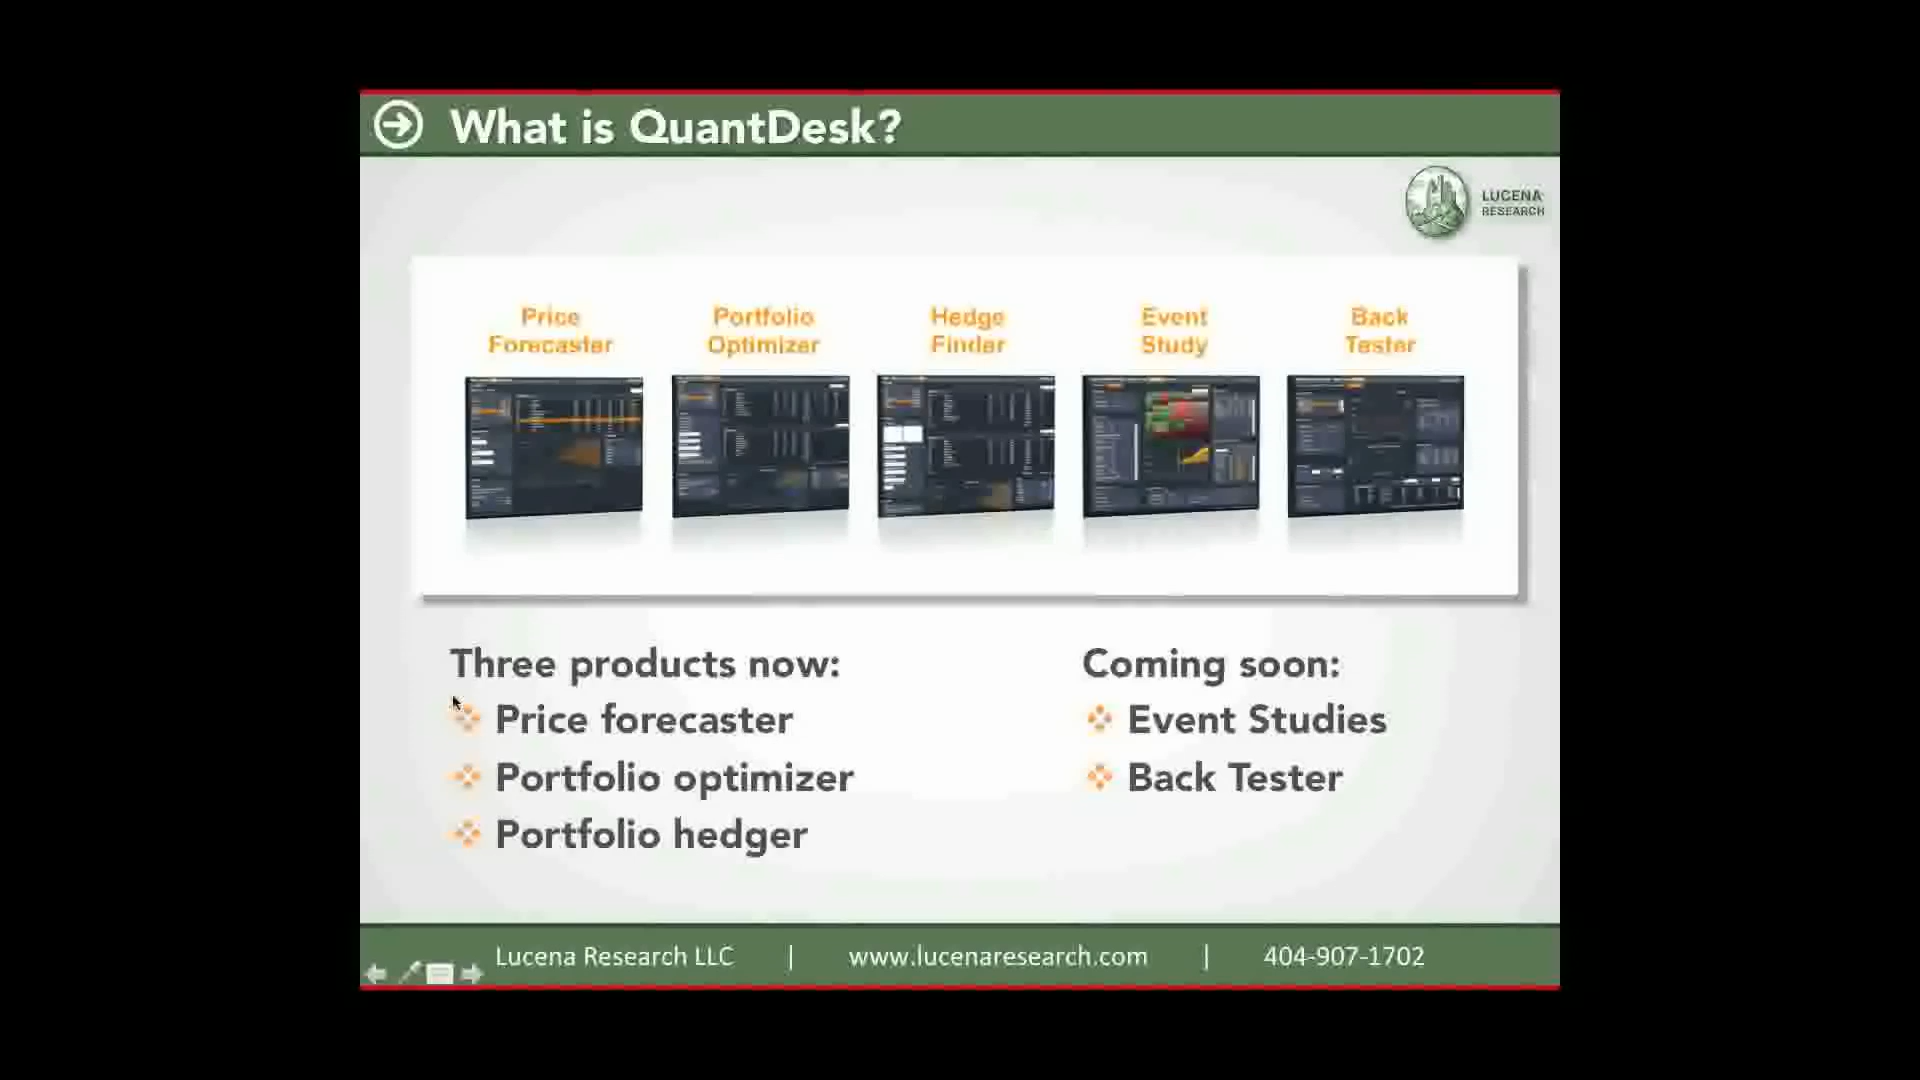 What is QuantDesk?
LUCENA
RESEARCH
Price
Forecaster
Portfolio
Optimizer
Hedge
Finder
Event
Study
Back
Tester
Three products now:
Price forecaster
Portfolio optimizer
Portfolio hedger
Coming soon:
Event Studies
Back Tester
Lucena Research LLC | www.lucenaresearch.com | 404-907-1702